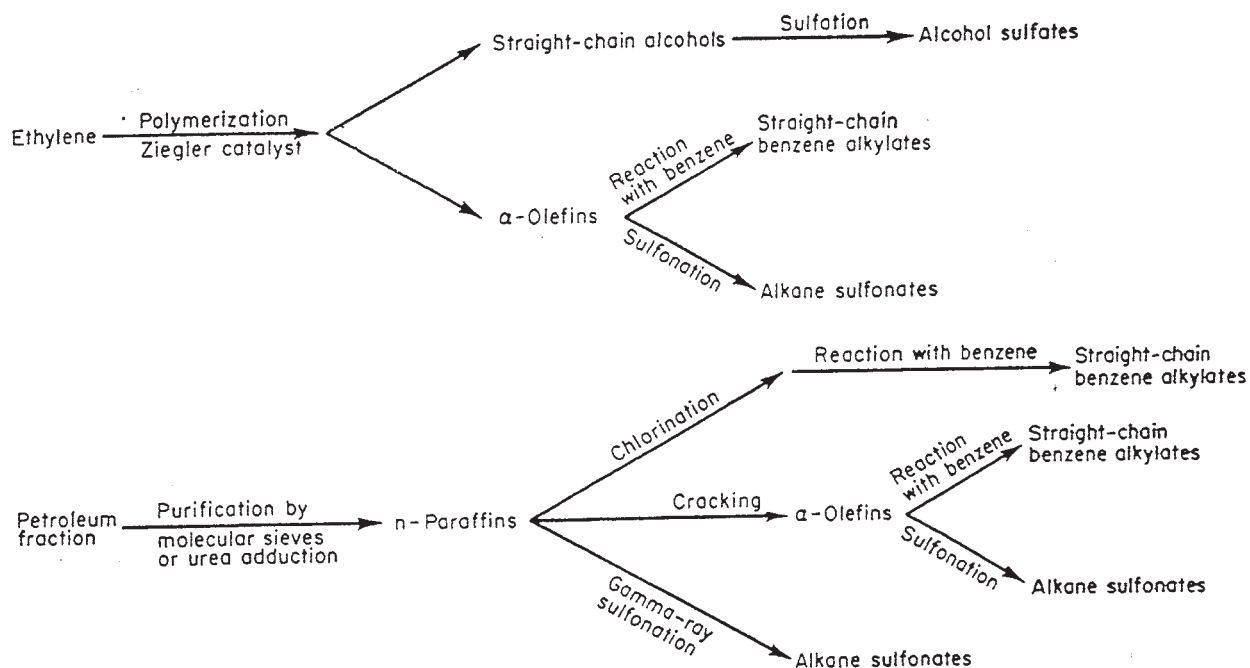 Sulfation
Straight-chain alcohols
Alcohol sulfates
Polymerization
Ethylene
Ziegler catalyst
Straight-chain
benzene alkylates
Reaction
with benzene
α-Olefins
Sulfonation
Alkane sulfonates
Reaction with benzene
Straight-chain
benzene alkylates
Chlorination
Straight-chain
benzene alkylates
Reaction
with benzene
Cracking
Purification by
Petroleum
fraction
n-Paraffins
α-Olefins
molecular sieves
or urea adduction
Sulfonation
Alkane sulfonates
Gamma-ray
sulfonation
Alkane sulfonates